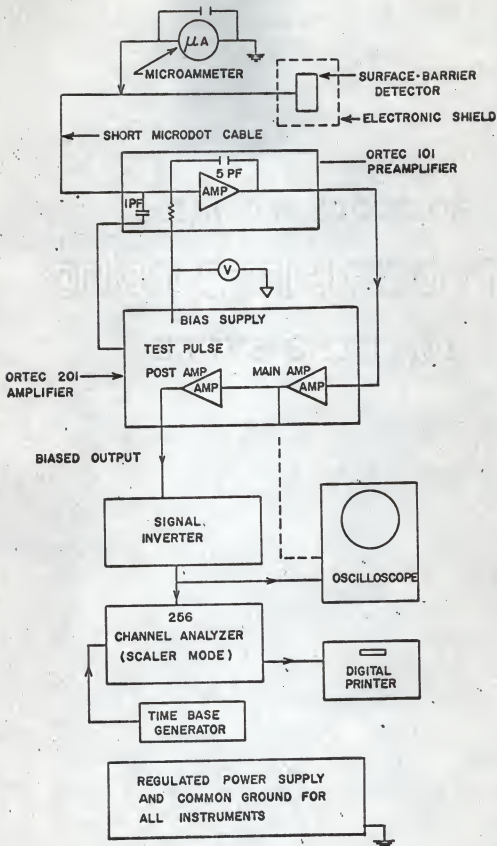 µA
MICROAMMETER
SURFACE-BARRIER
DETECTOR
ELECTRONIC SHIELD
SHORT MICRODOT CABLE
ORTEC 101
PREAMPLIFIER
5 PF
AMP
1PF
V
BIAS SUPPLY
TEST PULSE
POST AMP
MAIN AMP
AMP
AMP
ORTEC 201
AMPLIFIER
BIASED OUTPUT
SIGNAL
INVERTER
OSCILLOSCOPE
256
CHANNEL ANALYZER
(SCALER MODE)
DIGITAL
PRINTER
TIME BASE
GENERATOR
REGULATED POWER SUPPLY
AND COMMON GROUND FOR
ALL INSTRUMENTS